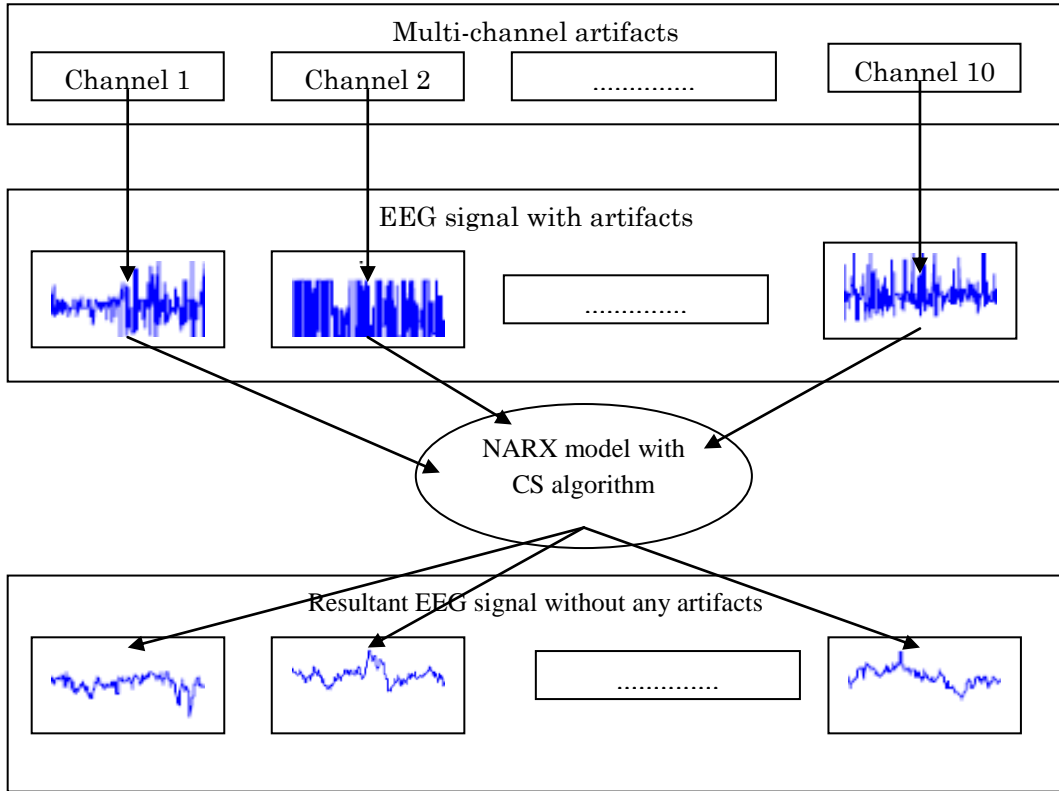 Multi-channel artifacts
Channel 1
Channel 2
..............
Channel 10
EEG signal with artifacts
..............
NARX model with
CS algorithm
Resultant EEG signal without any artifacts
..............